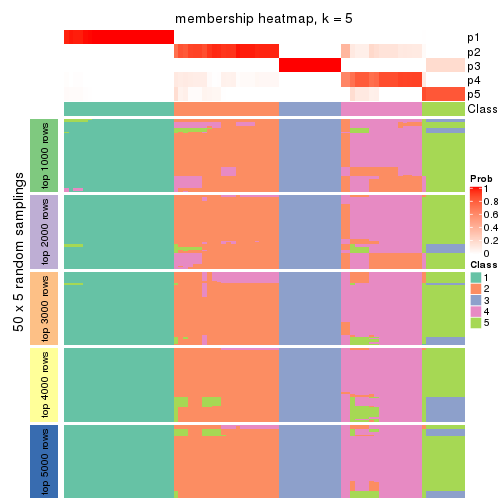 membership heatmap, k = 5
p1
p2
p3
p4
p5
Class
50 x 5 random samplings
top 1000 rows
top 2000 rows
top 3000 rows
top 4000 rows
top 5000 rows
Prob
1
0.8
0.6
0.4
0.2
0
Class
1
2
3
4
5